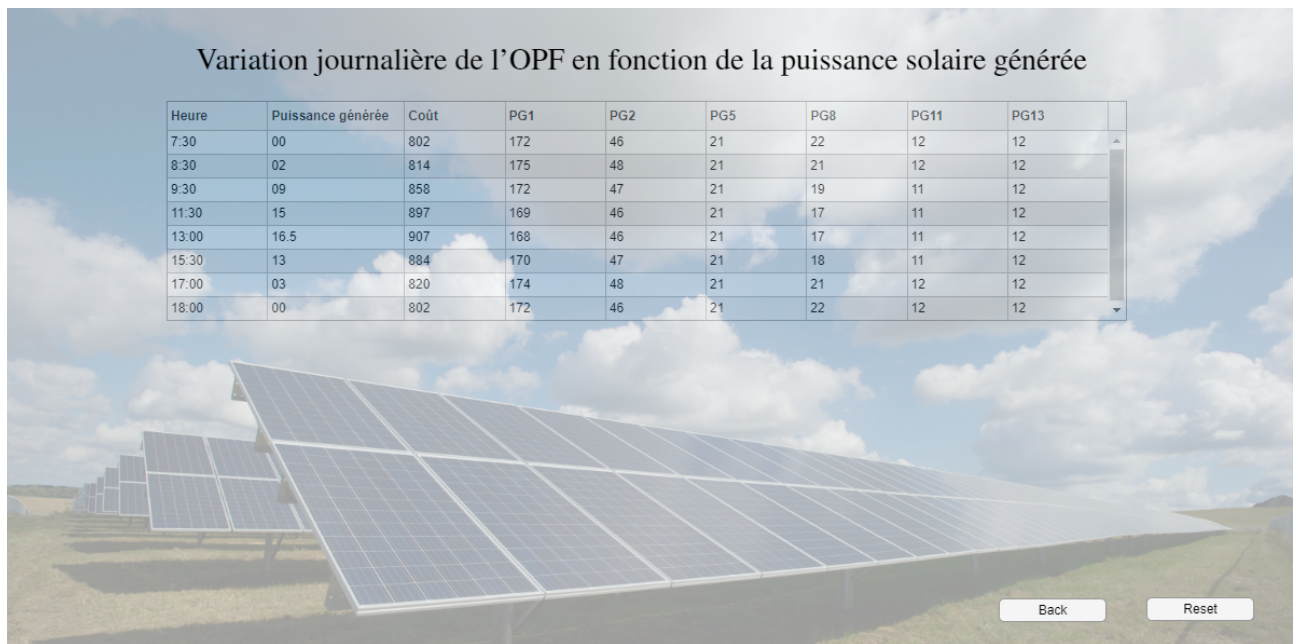 Variation journalière de l’OPF en fonction de la puissance solaire générée
Heure Puissance générée Coût PG1 PG2 PG5 PG8 PG11 PG13
7:30 00 802 172 46 21 22 12 12
8:30 02 814 175 48 21 21 12 12
9:30 09 858 172 47 21 19 11 12
11:30 15 897 169 46 21 17 11 12
13:00 16.5 907 168 46 21 17 11 12
15:30 13 884 170 47 21 18 11 12
17:00 03 820 174 48 21 21 12 12
18:00 00 802 172 46 21 22 12 12
Back Reset